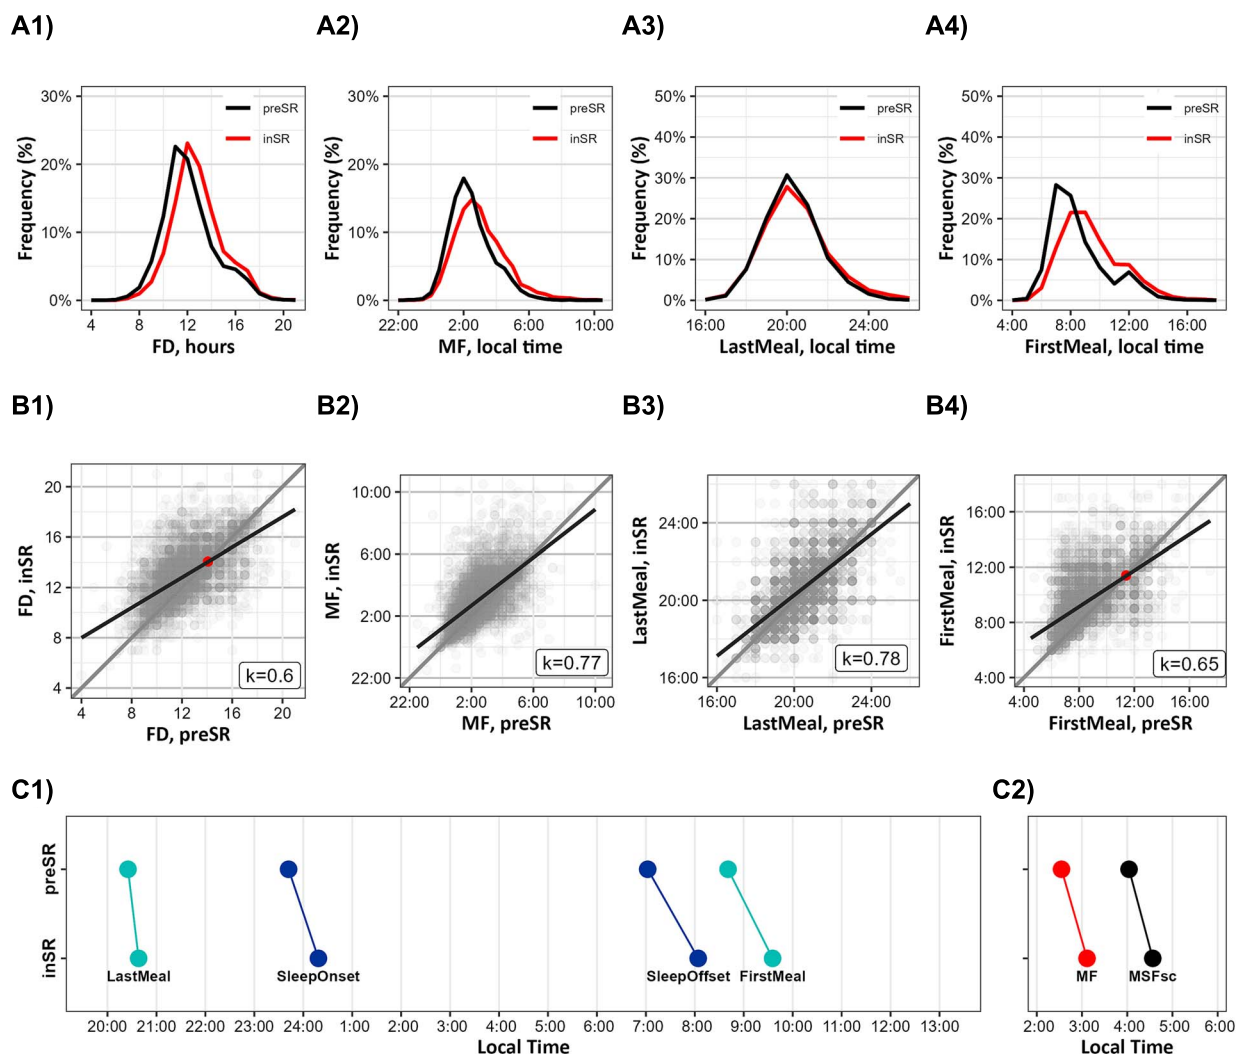 A1) A2) A3) A4)
Frequency (%)
30%
20%
10%
0%
preSR
inSR
4 8 12 16 20
FD, hours
Frequency (%)
30%
20%
10%
0%
preSR
inSR
22:00 2:00 6:00 10:00
MF, local time
Frequency (%)
50%
40%
30%
20%
10%
0%
preSR
inSR
16:00 20:00 24:00
LastMeal, local time
Frequency (%)
50%
40%
30%
20%
10%
0%
preSR
inSR
4:00 8:00 12:00 16:00
FirstMeal, local time
B1) B2) B3) B4)
FD, inSR
20
16
12
8
4
k=0.6
4 8 12 16 20
FD, preSR
MF, inSR
10:00
6:00
2:00
22:00
k=0.77
22:00 2:00 6:00 10:00
MF, preSR
LastMeal, inSR
24:00
20:00
16:00
k=0.78
16:00 20:00 24:00
LastMeal, preSR
FirstMeal, inSR
16:00
12:00
8:00
4:00
k=0.65
4:00 8:00 12:00 16:00
FirstMeal, preSR
C1) C2)
preSR
inSR
LastMeal SleepOnset SleepOffset FirstMeal
20:00 21:00 22:00 23:00 24:00 1:00 2:00 3:00 4:00 5:00 6:00 7:00 8:00 9:00 10:00 11:00 12:00 13:00
Local Time
MF MSFsc
2:00 3:00 4:00 5:00 6:00
Local Time